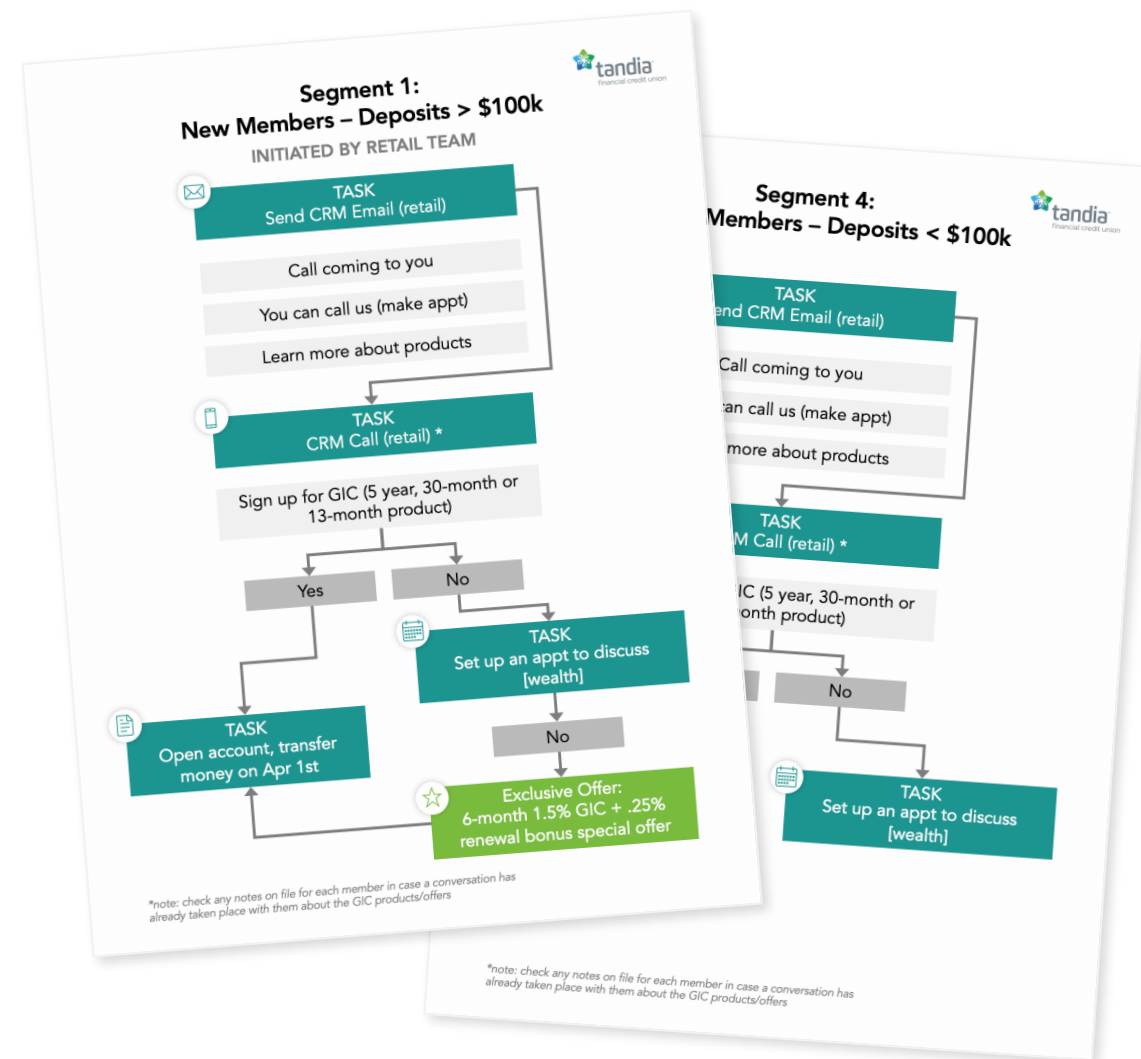 Segment 1:
New Members – Deposits > $100k
INITIATED BY RETAIL TEAM
tandia
financial credit union
TASK
Send CRM Email (retail)
Call coming to you
You can call us (make appt)
Learn more about products
TASK
CRM Call (retail) *
Sign up for GIC (5 year, 30-month or
13-month product)
Yes
No
TASK
Set up an appt to discuss
[wealth]
No
TASK
Open account, transfer
money on Apr 1st
Exclusive Offer:
6-month 1.5% GIC + .25%
renewal bonus special offer
*note: check any notes on file for each member in case a conversation has
already taken place with them about the GIC products/offers
Segment 4:
Members – Deposits < $100k
tandia
financial credit union
TASK
CRM Email (retail)
Call coming to you
call us (make appt)
more about products
TASK
Call (retail) *
(5 year, 30-month or
product)
No
TASK
Set up an appt to discuss
[wealth]
*note: check any notes on file for each member in case a conversation has
already taken place with them about the GIC products/offers